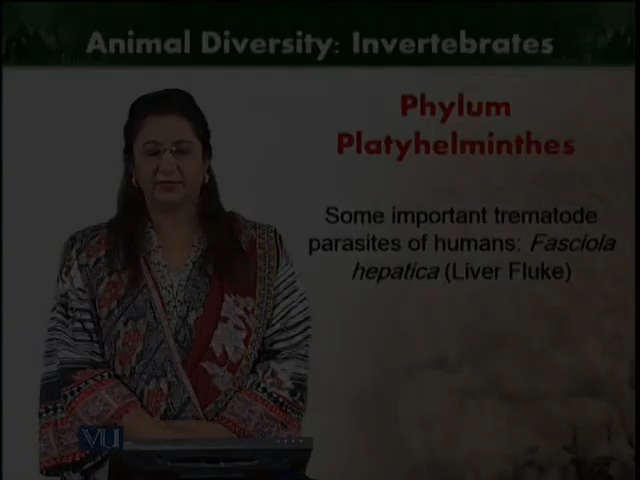 Animal Diversity: Invertebrates
Phylum
Platyhelminthes
Some important trematode
parasites of humans: Fasciola
hepatica (Liver Fluke)
VU